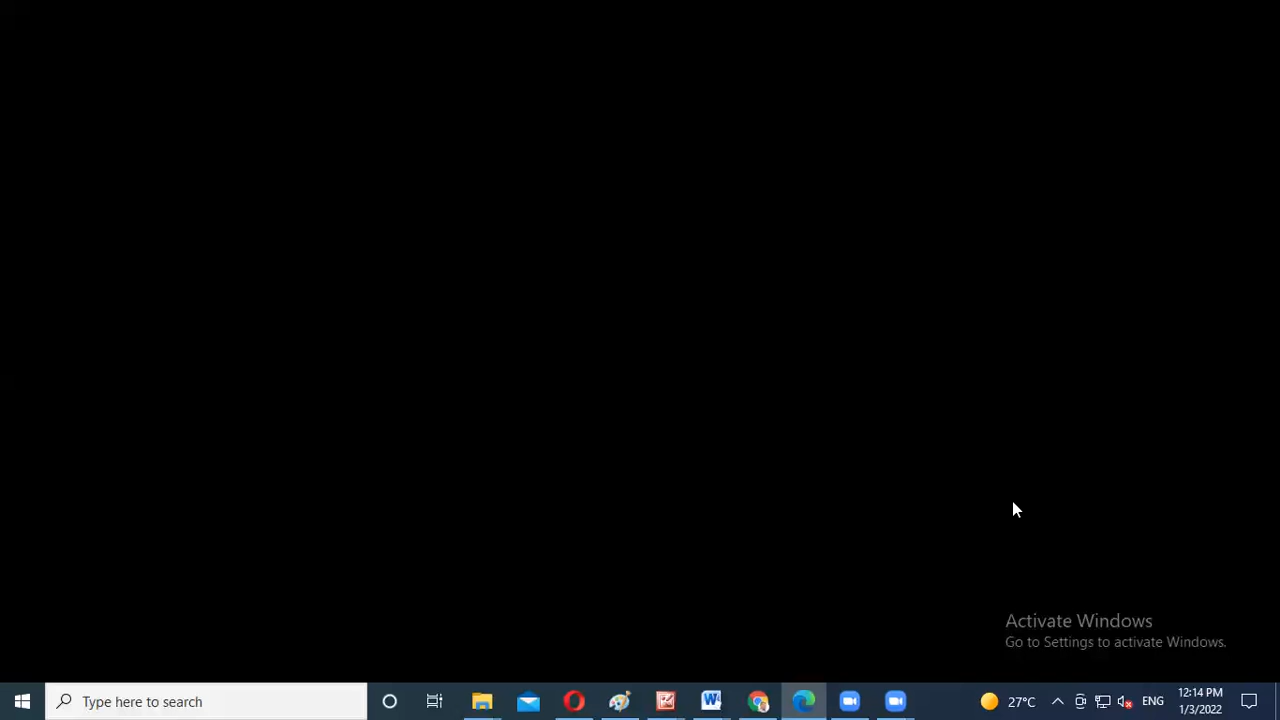 Activate Windows
Go to Settings to activate Windows.
Type here to search
27°C
ENG
12:14 PM
1/3/2022